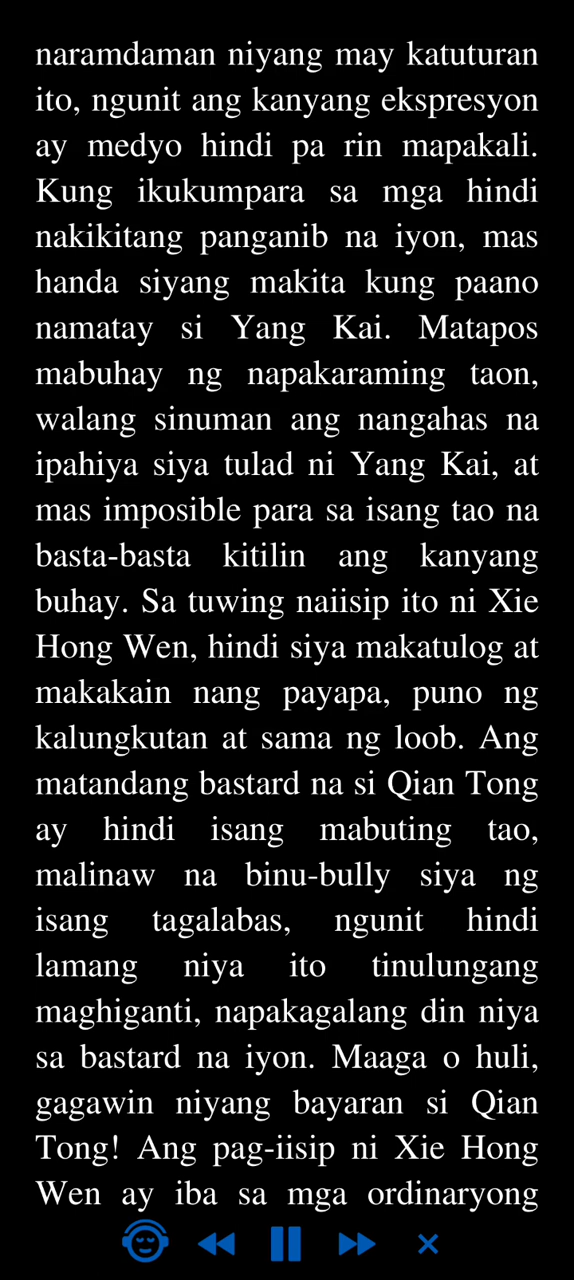 naramdaman niyang may katuturan
ito, ngunit ang kanyang ekspresyon
ay medyo hindi pa rin mapakali.
Kung ikukumpara sa mga hindi
nakikitang panganib na iyon, mas
handa siyang makita kung paano
namatay si Yang Kai. Matapos
mabuhay ng napakaraming taon,
walang sinuman ang nangahas na
ipahiya siya tulad ni Yang Kai, at
mas imposible para sa isang tao na
basta-basta kitilin ang kanyang
buhay. Sa tuwing naiisip ito ni Xie
Hong Wen, hindi siya makatulog at
makakain nang payapa, puno ng
kalungkutan at sama ng loob. Ang
matandang bastard na si Qian Tong
ay hindi isang mabuting tao,
malinaw na binu-bully siya ng
isang tagalabas, ngunit hindi
lamang niya ito tinulungang
maghiganti, napakagalang din niya
sa bastard na iyon. Maaga o huli,
gagawin niyang bayaran si Qian
Tong! Ang pag-iisip ni Xie Hong
Wen ay iba sa mga ordinaryong